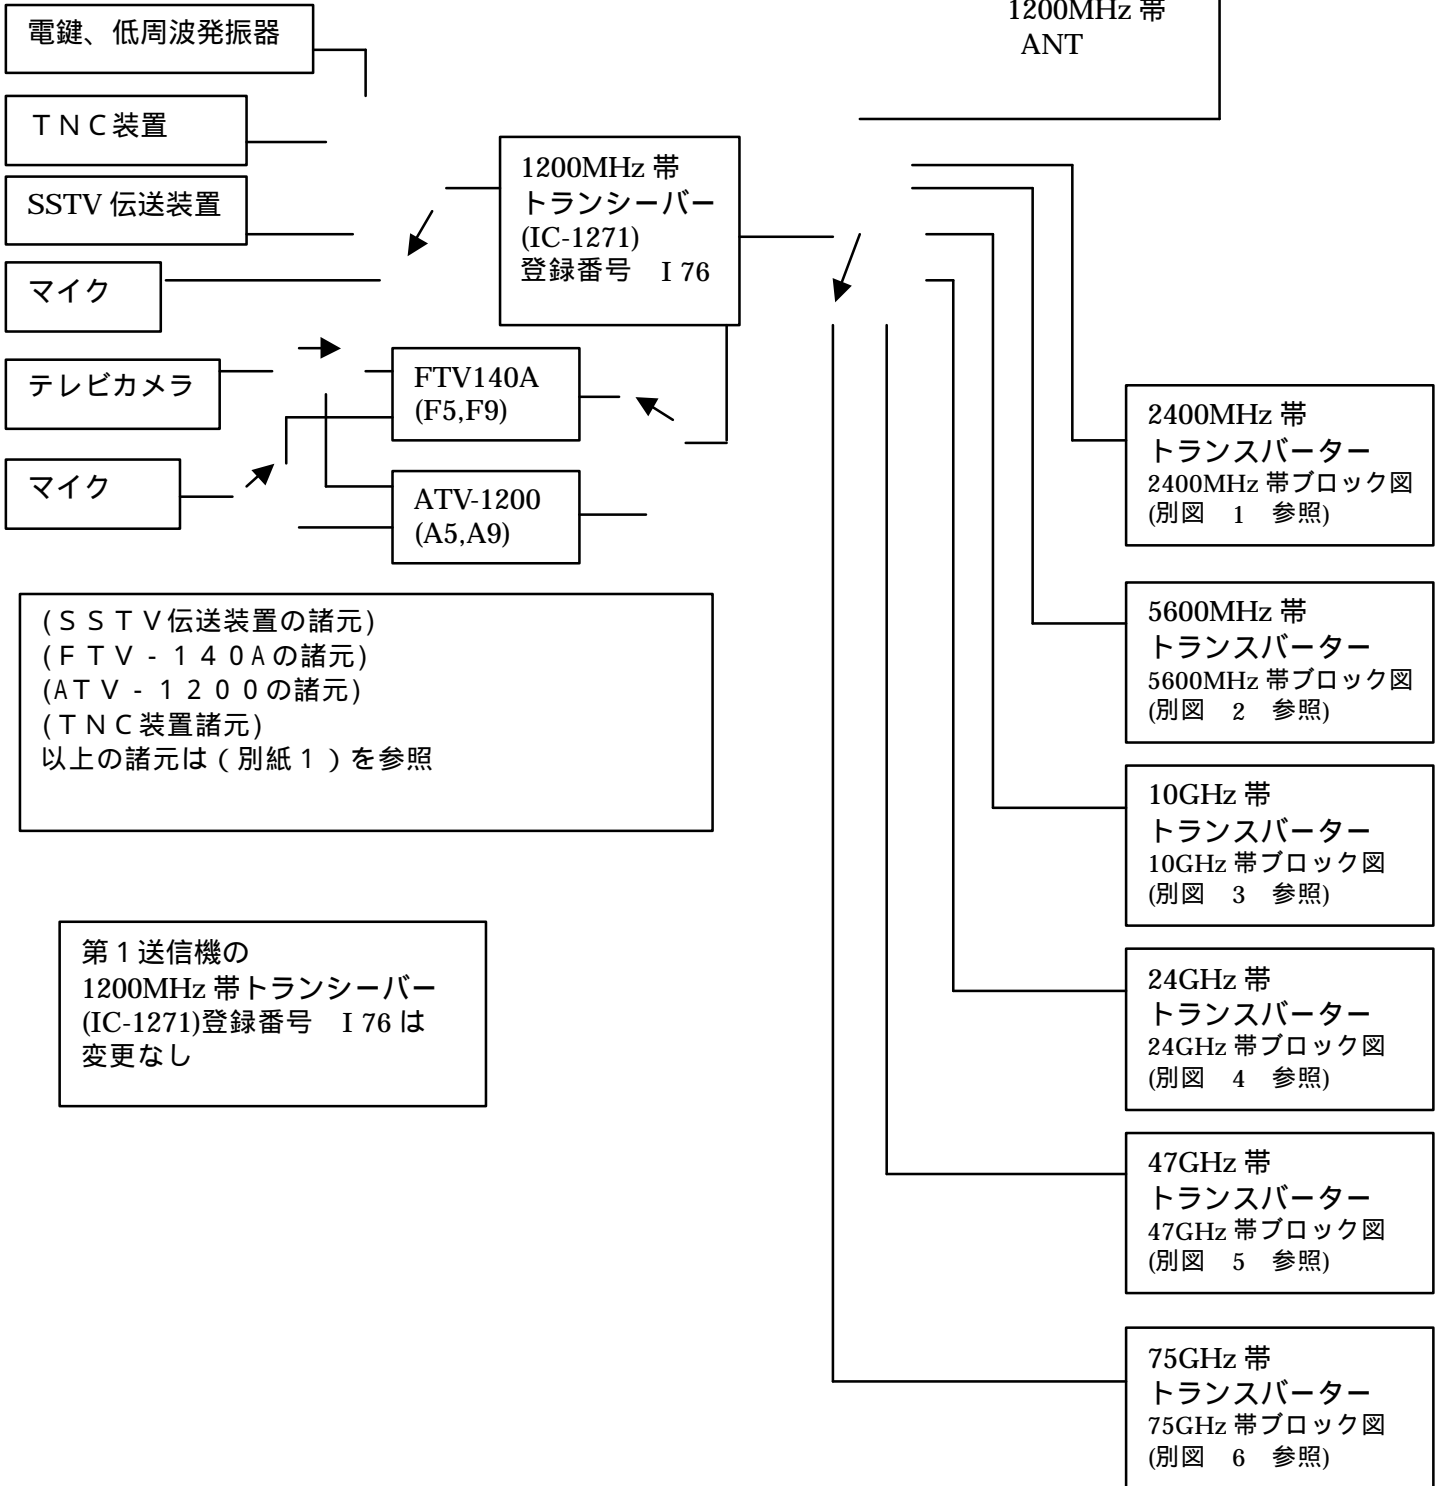 電鍵、低周波発振器
1200MHz 帯
ANT
ＴＮＣ装置
SSTV 伝送装置
マイク
テレビカメラ
マイク
1200MHz 帯
トランシーバー
(IC-1271)
登録番号　I 76
FTV140A
(F5,F9)
ATV-1200
(A5,A9)
(ＳＳＴＶ伝送装置の諸元)
(ＦＴＶ‐１４０Aの諸元)
(AＴＶ‐１２００の諸元)
(ＴＮＣ装置諸元)
以上の諸元は（別紙１）を参照
第１送信機の
1200MHz 帯トランシーバー
(IC-1271)登録番号　I 76 は
変更なし
2400MHz 帯
トランスバーター
2400MHz 帯ブロック図
(別図　1　参照)
5600MHz 帯
トランスバーター
5600MHz 帯ブロック図
(別図　2　参照)
10GHz 帯
トランスバーター
10GHz 帯ブロック図
(別図　3　参照)
24GHz 帯
トランスバーター
24GHz 帯ブロック図
(別図　4　参照)
47GHz 帯
トランスバーター
47GHz 帯ブロック図
(別図　5　参照)
75GHz 帯
トランスバーター
75GHz 帯ブロック図
(別図　6　参照)